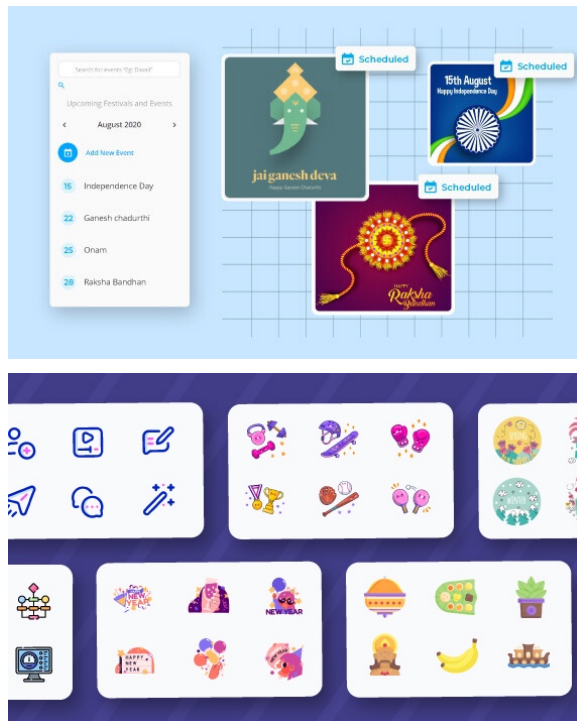 Search for events "Eg: Diwali"
Upcoming Festivals and Events
< August 2020 >
Add New Event
15 Independence Day
22 Ganesh chadurthi
25 Onam
28 Raksha Bandhan
Scheduled
jai ganesh deva
Happy Ganesh Chaturthi
Scheduled
15th August
Happy Independence Day
Scheduled
HAPPY
Raksha
Bandhan
NEW
YEAR
NEW YEAR
HAPPY
NEW
YEAR
WINTER